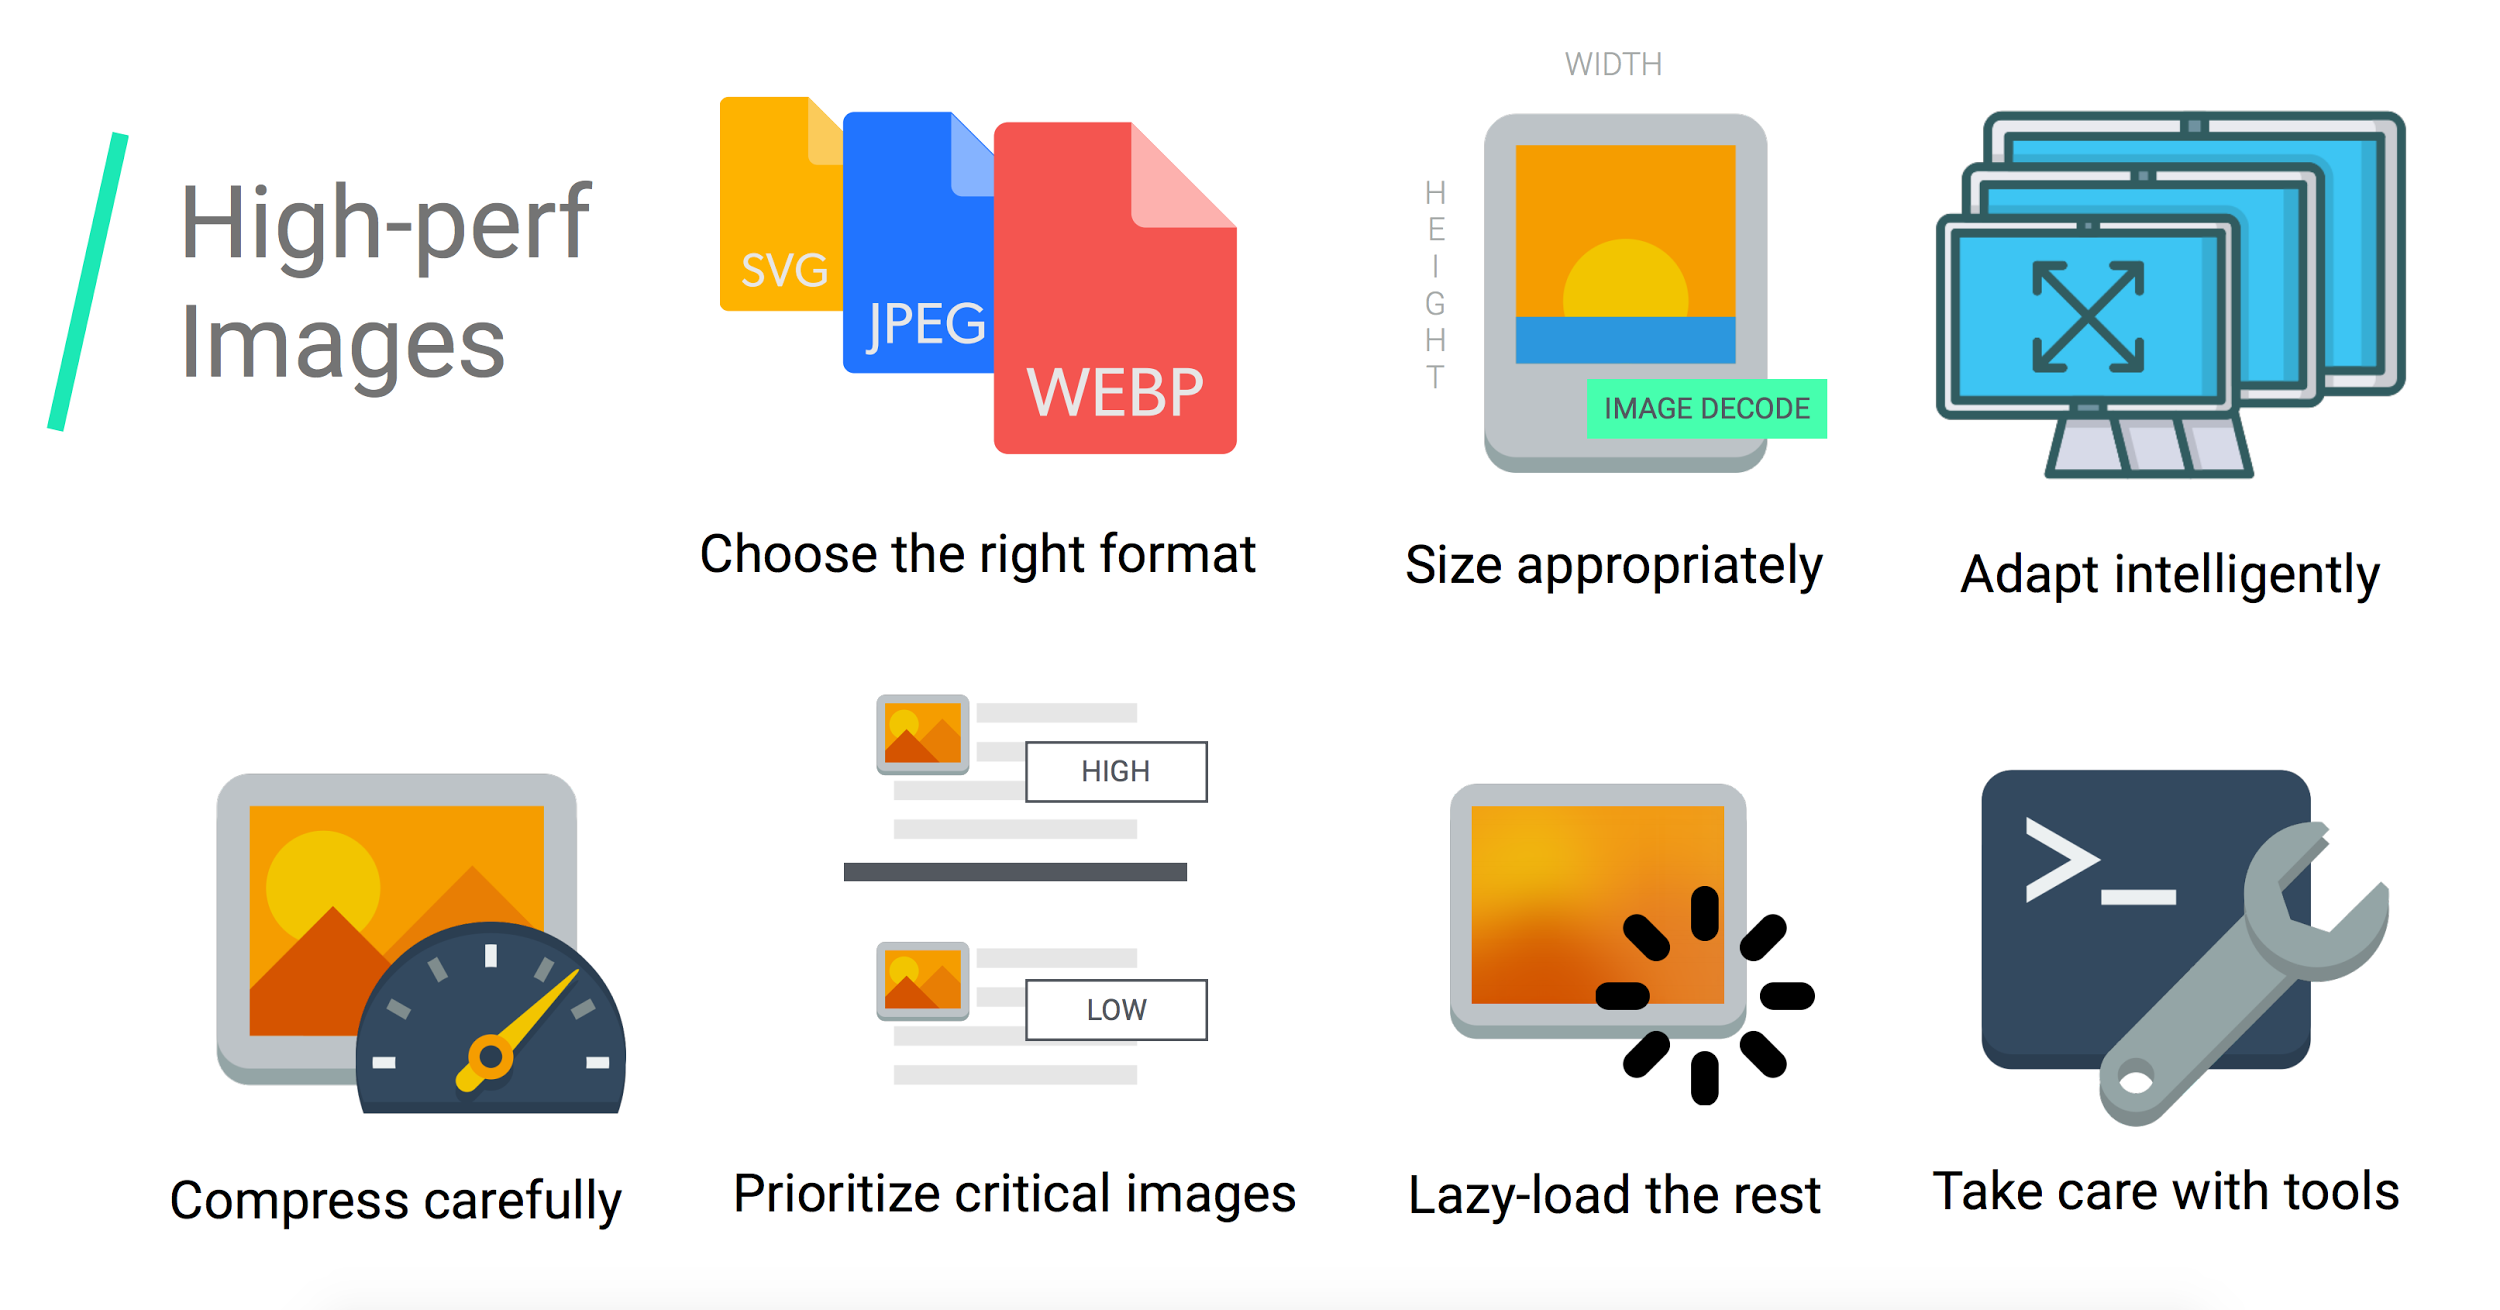 High-perf
Images
SVG
JPEG
WEBP
Choose the right format
WIDTH
HEIGHT
IMAGE DECODE
Size appropriately
Adapt intelligently
Compress carefully
HIGH
LOW
Prioritize critical images
Lazy-load the rest
>_
Take care with tools